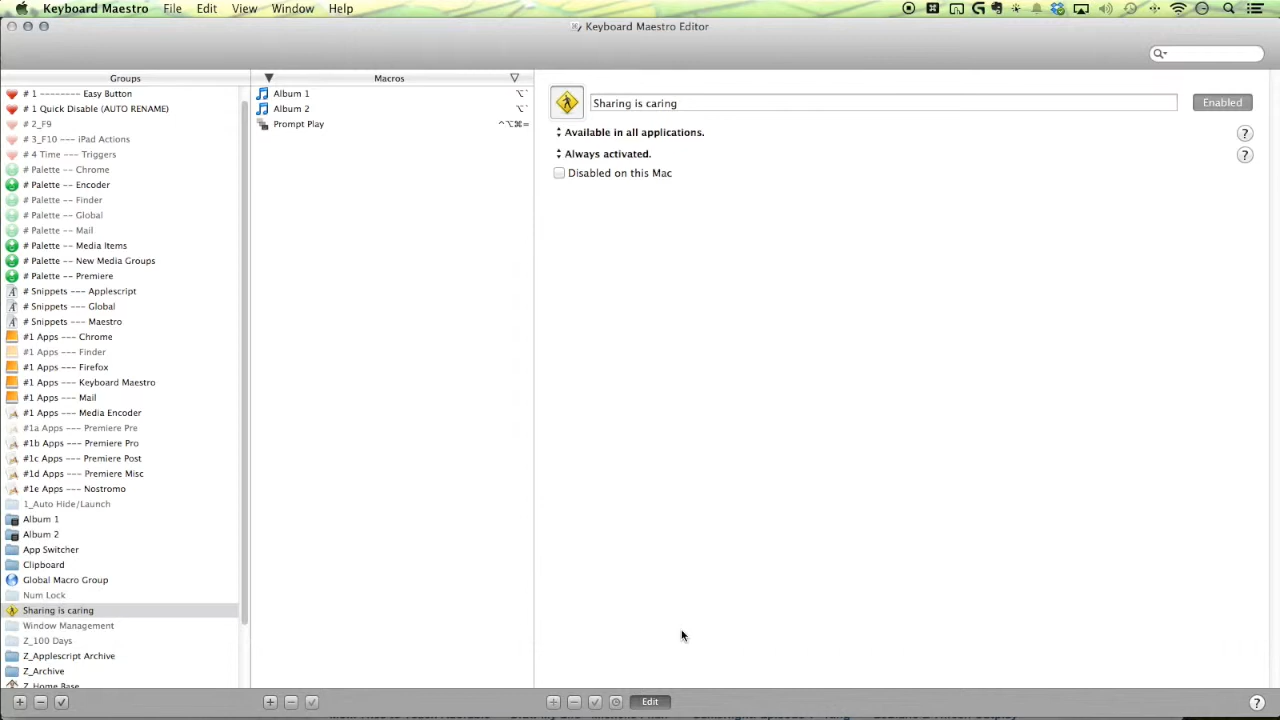 Keyboard Maestro File Edit View Window Help
Keyboard Maestro Editor
Groups
Macros
# 1 -------- Easy Button
# 1 Quick Disable (AUTO RENAME)
# 2_F9
# 3_F10 --- iPad Actions
# 4 Time --- Triggers
# Palette -- Chrome
# Palette -- Encoder
# Palette -- Finder
# Palette -- Global
# Palette -- Mail
# Palette -- Media Items
# Palette -- New Media Groups
# Palette -- Premiere
# Snippets --- Applescript
# Snippets --- Global
# Snippets --- Maestro
#1 Apps --- Chrome
#1 Apps --- Finder
#1 Apps --- Firefox
#1 Apps --- Keyboard Maestro
#1 Apps --- Mail
#1 Apps --- Media Encoder
#1a Apps --- Premiere Pre
#1b Apps --- Premiere Pro
#1c Apps --- Premiere Post
#1d Apps --- Premiere Misc
#1e Apps --- Nostromo
1_Auto Hide/Launch
Album 1
Album 2
App Switcher
Clipboard
Global Macro Group
Num Lock
Sharing is caring
Window Management
Z_100 Days
Z_Applescript Archive
Z_Archive
Z_Home Base
Album 1 ⌥`
Album 2 ⌥`
Prompt Play ^⌥⌘=
Sharing is caring
Enabled
Available in all applications.
?
Always activated.
?
Disabled on this Mac
Edit
?